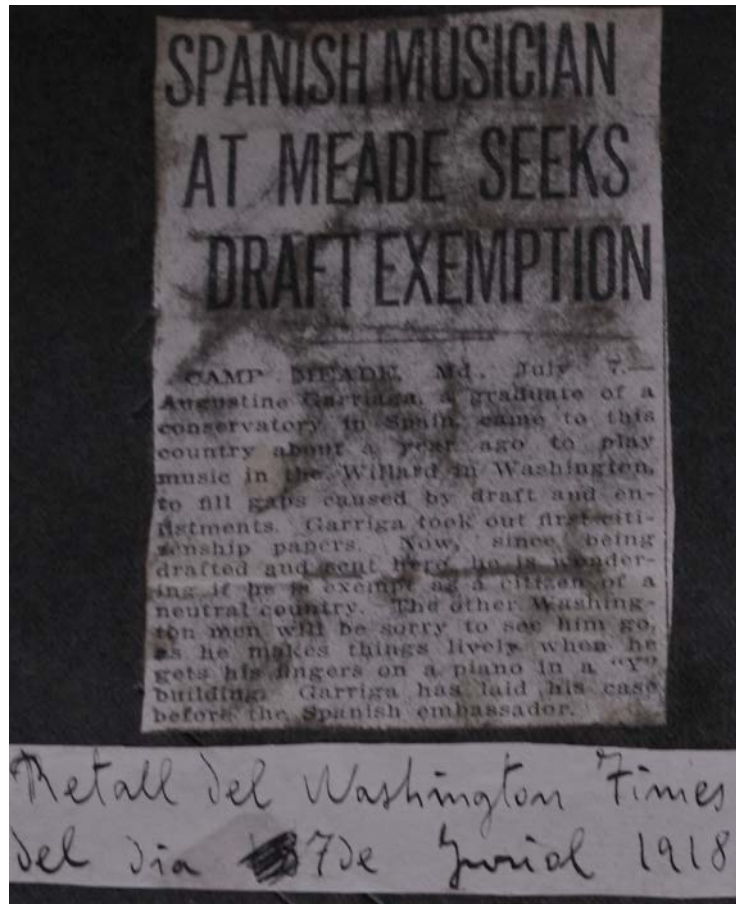 SPANISH MUSICIAN
AT MEADE SEEKS
DRAFT EXEMPTION
CAMP MEADE, Md., July 7.—
Augustine Garriaga, a graduate of a
conservatory in Spain, came to this
country about a year ago to play
music in the Willard in Washington,
to fill gaps caused by draft and en-
listments. Garriga took out first citi-
zenship papers. Now, since being
drafted and sent here, he is wonder-
ing if he is exempt as a citizen of a
neutral country. The other Washing-
ton men will be sorry to see him go,
as he makes things lively when he
gets his fingers on a piano in a "Y"
building. Garriga has laid his case
before the Spanish embassador.
Retall del Washington Times
del dia 7 de 1918